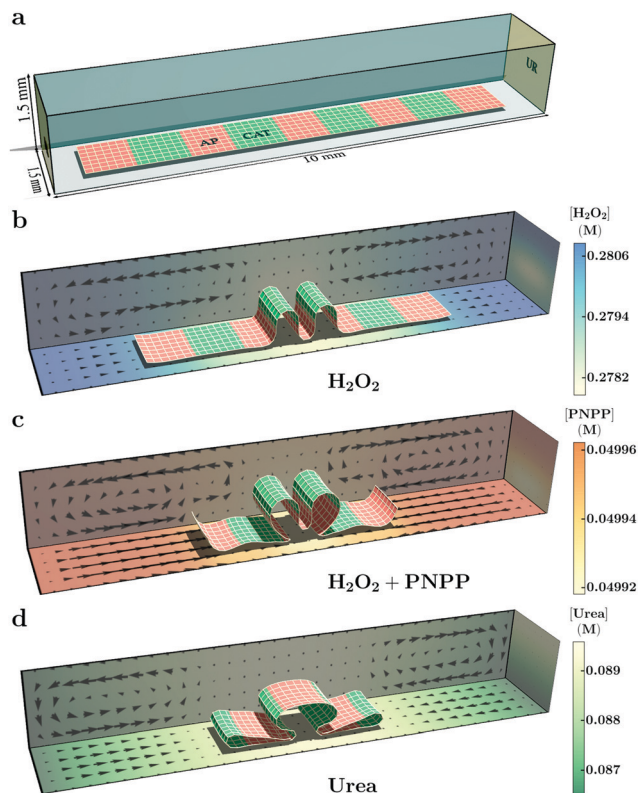 a
1.5 mm
UR
AP
CAT
1.5 mm
10 mm
b
[H₂O₂]
(M)
0.2806
0.2794
0.2782
H₂O₂
c
[PNPP]
(M)
0.04996
0.04994
0.04992
H₂O₂ + PNPP
d
[Urea]
(M)
0.089
0.088
0.087
Urea